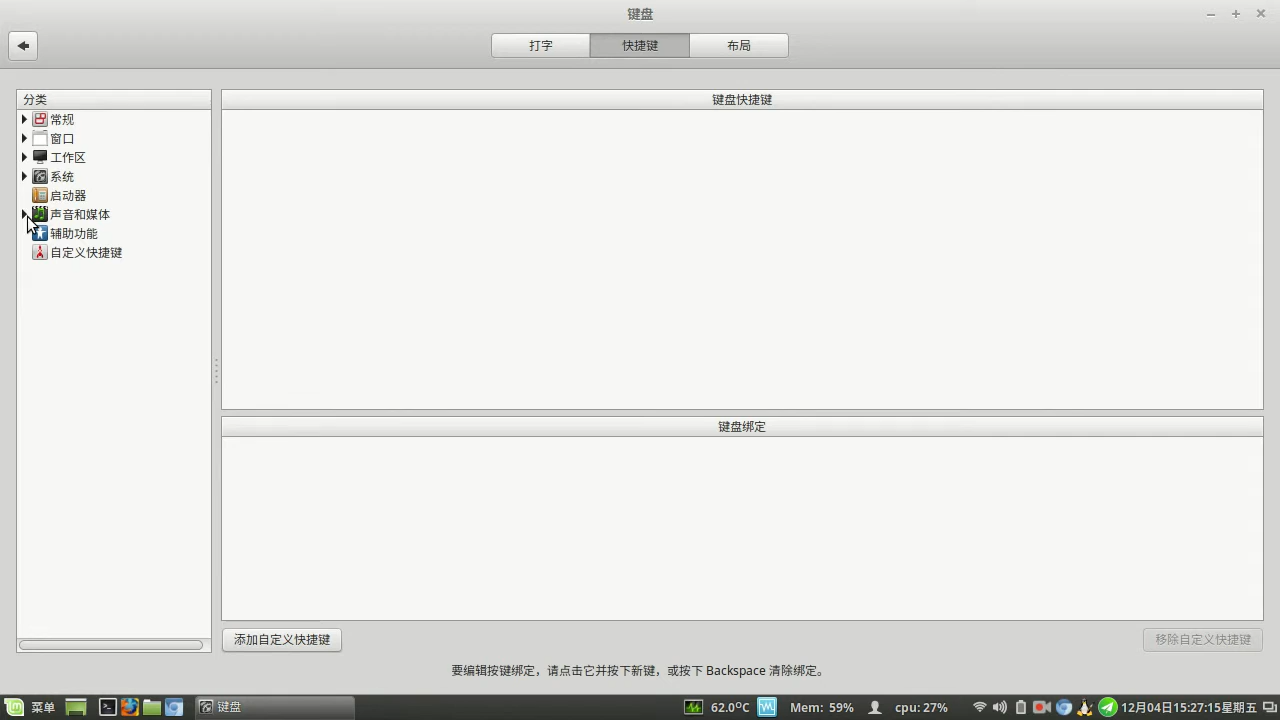 键盘
打字
快捷键
布局
分类
常规
窗口
工作区
系统
启动器
声音和媒体
辅助功能
自定义快捷键
键盘快捷键
键盘绑定
添加自定义快捷键
移除自定义快捷键
要编辑按键绑定，请点击它并按下新键，或按下 Backspace 清除绑定。
菜单
键盘
62.0°C
Mem: 59%
cpu: 27%
12月04日15:27:15星期五